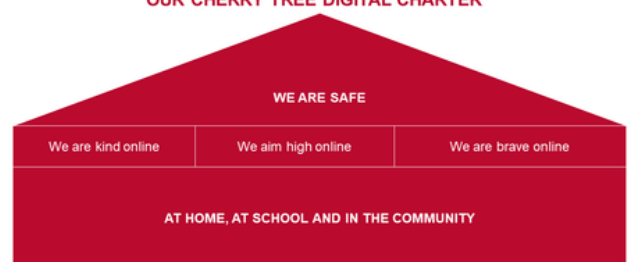 OUR CHERRY TREE DIGITAL CHARTER
WE ARE SAFE
We are kind online
We aim high online
We are brave online
AT HOME, AT SCHOOL AND IN THE COMMUNITY